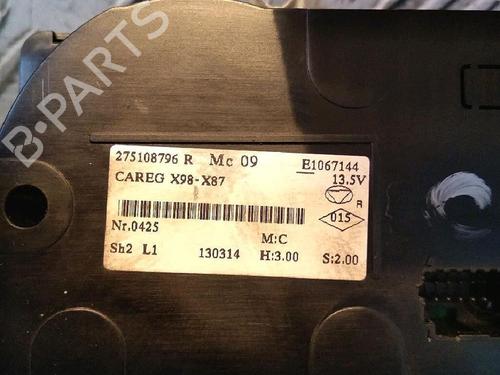 B-PARTS
275108796 R Mc 09 E1067144
CAREG X98-X87 13,5V
R
015
Nr.0425
M:C
Sh2 L1 130314 H:3.00 S:2.00